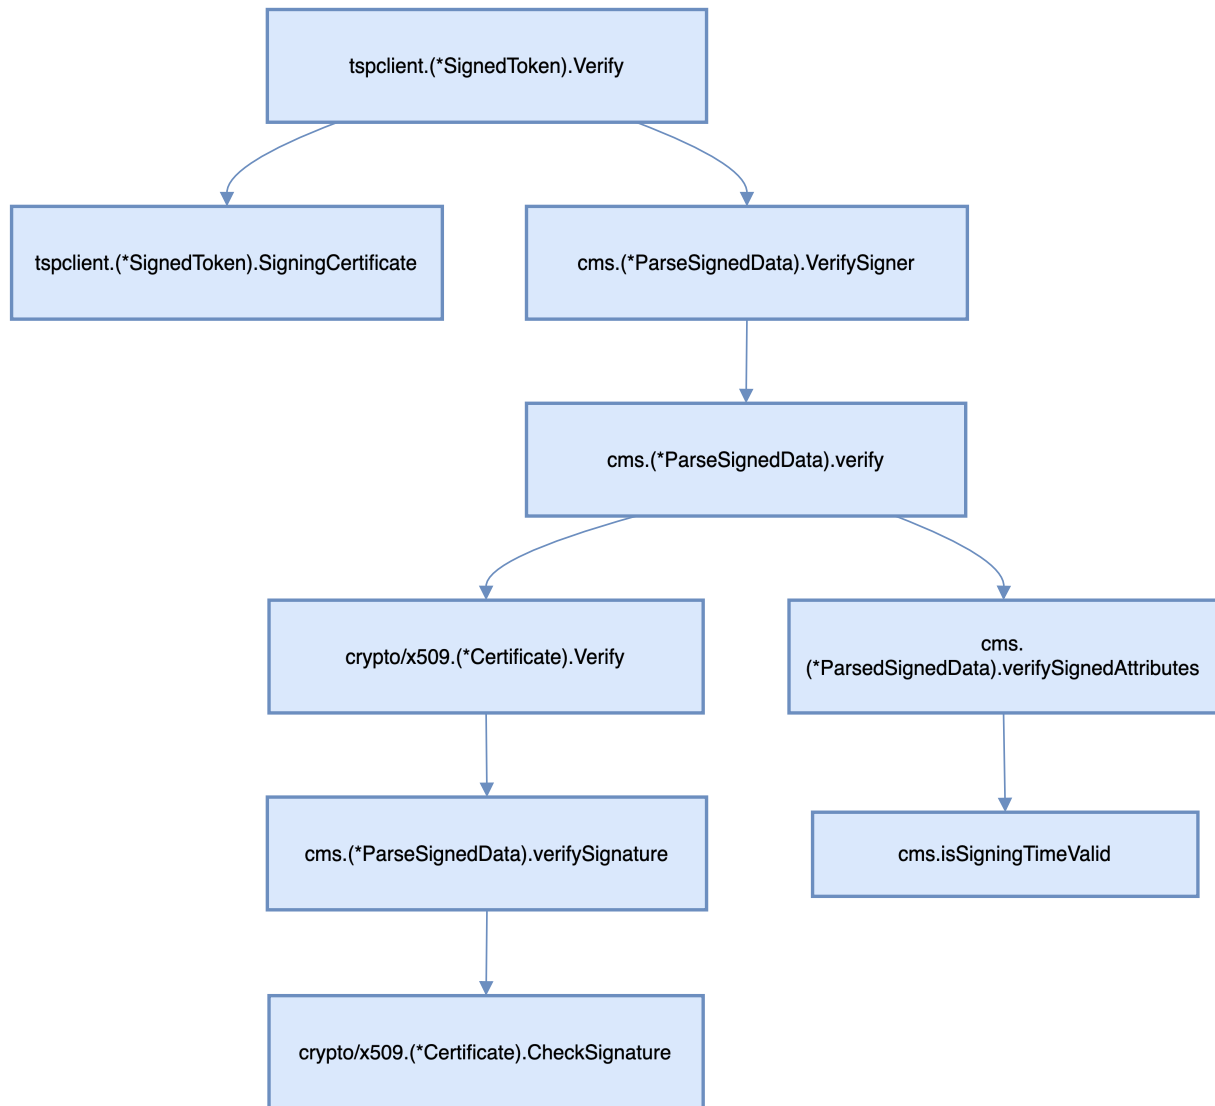 tspclient.(*SignedToken).Verify
tspclient.(*SignedToken).SigningCertificate
cms.(*ParseSignedData).VerifySigner
cms.(*ParseSignedData).verify
crypto/x509.(*Certificate).Verify
cms.
(*ParsedSignedData).verifySignedAttributes
cms.(*ParseSignedData).verifySignature
cms.isSigningTimeValid
crypto/x509.(*Certificate).CheckSignature